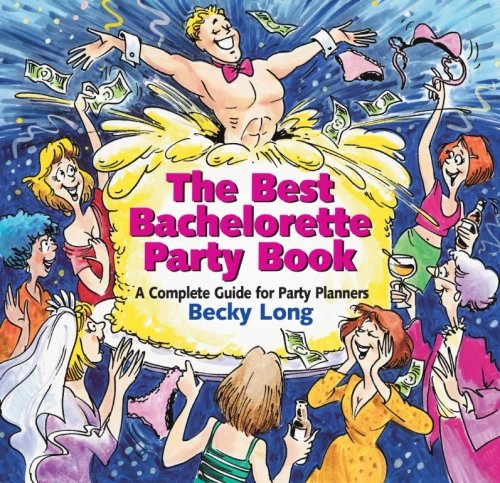 The Best
Bachelorette
Party Book
A Complete Guide for Party Planners
Becky Long